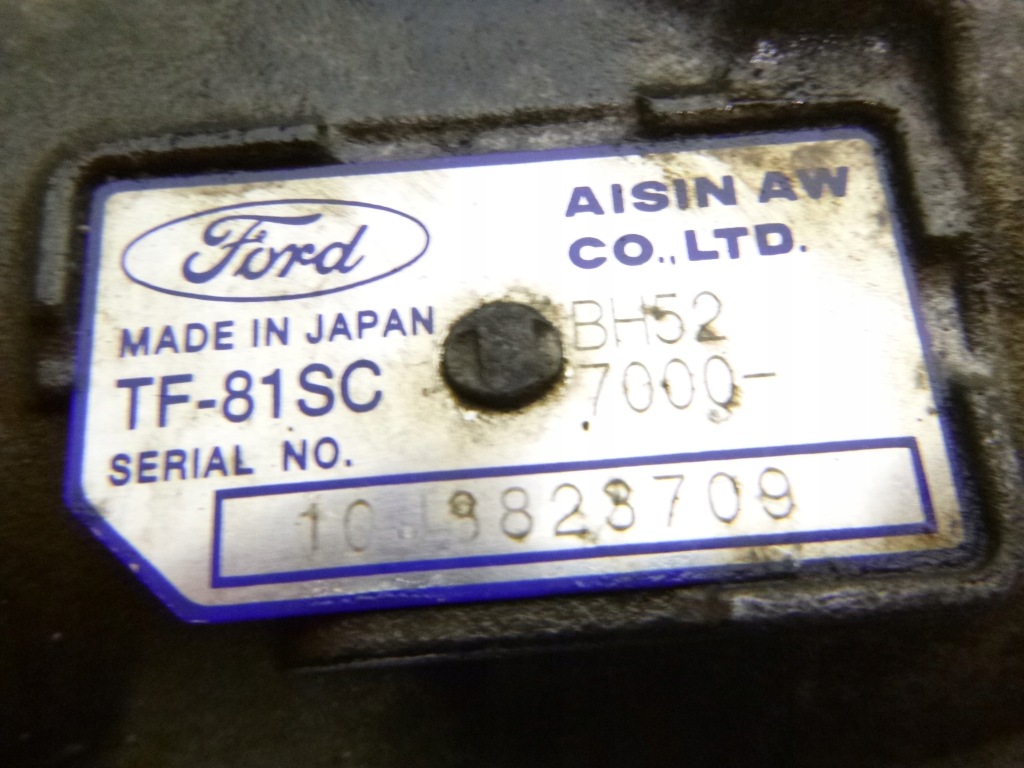 Ford
AISIN AW
CO.,LTD.
MADE IN JAPAN
BH52
TF-81SC
7000-
SERIAL NO.